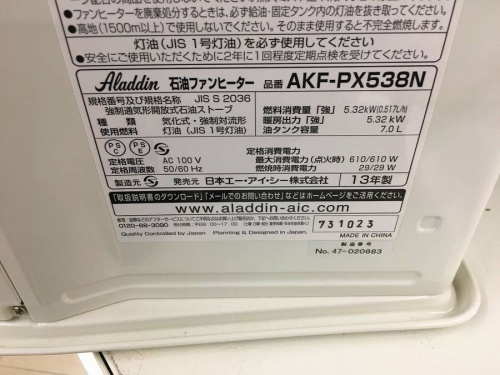 ●ファンヒーターを廃棄処分するときは、必ず給油・固定タンク内の灯油を抜き取ってく
●高地(1500m以上)で使用しないでください。そのまま使用すると不完全燃焼します。
灯油(JIS 1号灯油)を必ず使用してください
●安全にご使用いただくために2年に1回程度定期点検を受けてください。
Aladdin 石油ファンヒーター 品番 AKF-PX538N
規格番号及び規格名称 JIS S 2036 燃料消費量「強」 5.32kW(0.517L/h)
強制通気形開放式石油ストーブ 暖房出力「強」 5.32 kW
種類 気化式・強制対流形 油タンク容量 7.0 L
使用燃料 灯油(JIS 1号灯油)
PSC PSE 定格消費電力
定格電圧 AC 100 V 最大消費電力(点火時) 610/610 W
定格周波数 50/60 Hz 燃焼時消費電力 29/29 W
製造元 発売元 日本エー・アイ・シー株式会社 13年製
「取扱説明書のダウンロード」「メールでのお問い合わせ」などはホームページをご活用ください。
www.aladdin-aic.com
0120-88-3090
731023
Quality Controlled by Japan Planning & Designed in Japan
MADE IN CHINA
製造番号
No. 47-020683